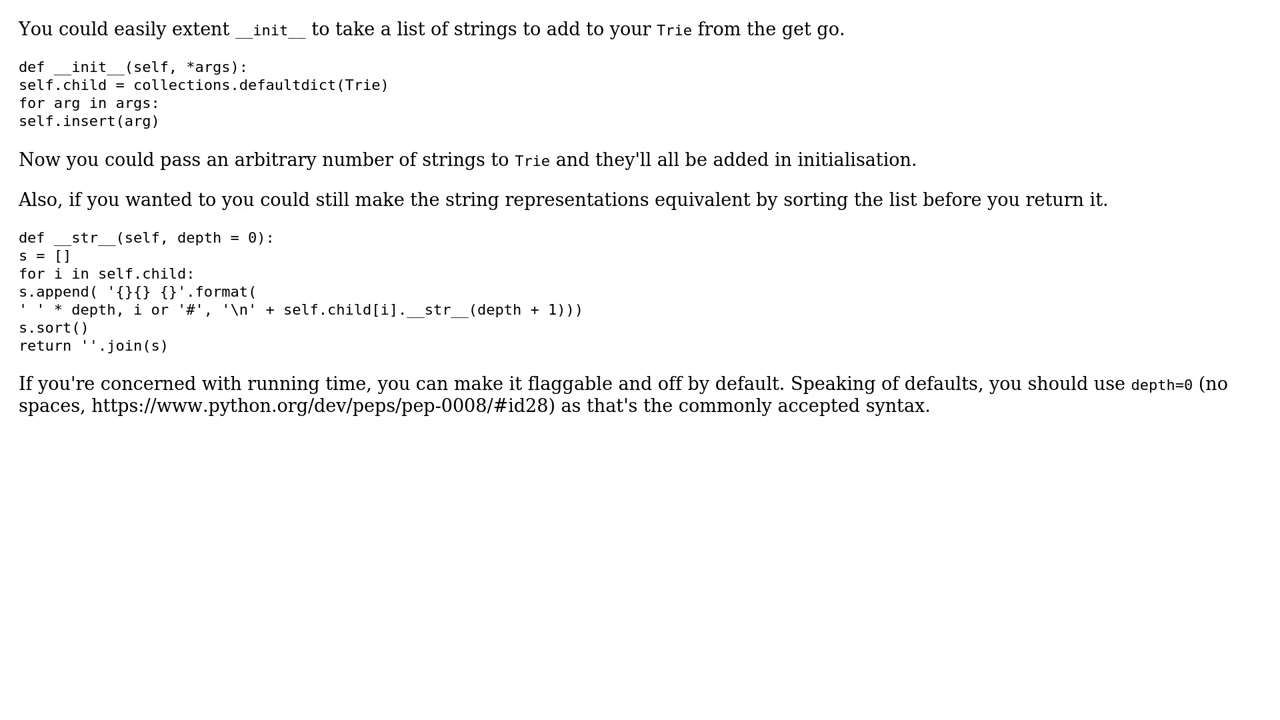 You could easily extent __init__ to take a list of strings to add to your Trie from the get go.
def __init__(self, *args):
self.child = collections.defaultdict(Trie)
for arg in args:
self.insert(arg)
Now you could pass an arbitrary number of strings to Trie and they'll all be added in initialisation.
Also, if you wanted to you could still make the string representations equivalent by sorting the list before you return it.
def __str__(self, depth = 0):
s = []
for i in self.child:
s.append( '{}{} {}'.format(
' ' * depth, i or '#', '\n' + self.child[i].__str__(depth + 1)))
s.sort()
return ''.join(s)
If you're concerned with running time, you can make it flaggable and off by default. Speaking of defaults, you should use depth=0 (no
spaces, https://www.python.org/dev/peps/pep-0008/#id28) as that's the commonly accepted syntax.